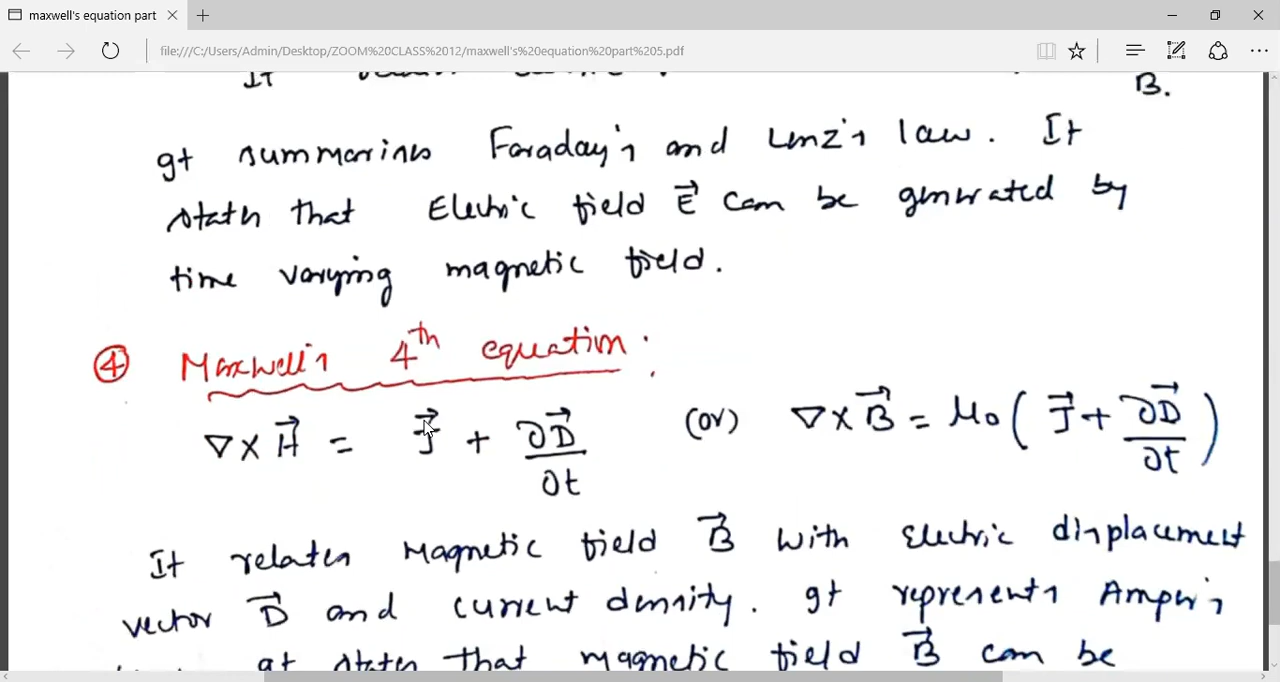 maxwell's equation part
file:///C:/Users/Admin/Desktop/ZOOM%20CLASS%2012/maxwell's%20equation%20part%205.pdf
It
B.
It summarises Faraday's and Lenz's law. It
states that Electric field E⃗ can be generated by
time varying magnetic field.
④ Maxwell's 4th equation:
∇×H⃗ = J⃗ + ∂D⃗/∂t (or) ∇×B⃗ = μ₀(J⃗ + ∂D⃗/∂t)
It relates Magnetic field B⃗ with Electric displacement
vector D⃗ and current density. It represents Amper's
It states that magnetic field B⃗ can be